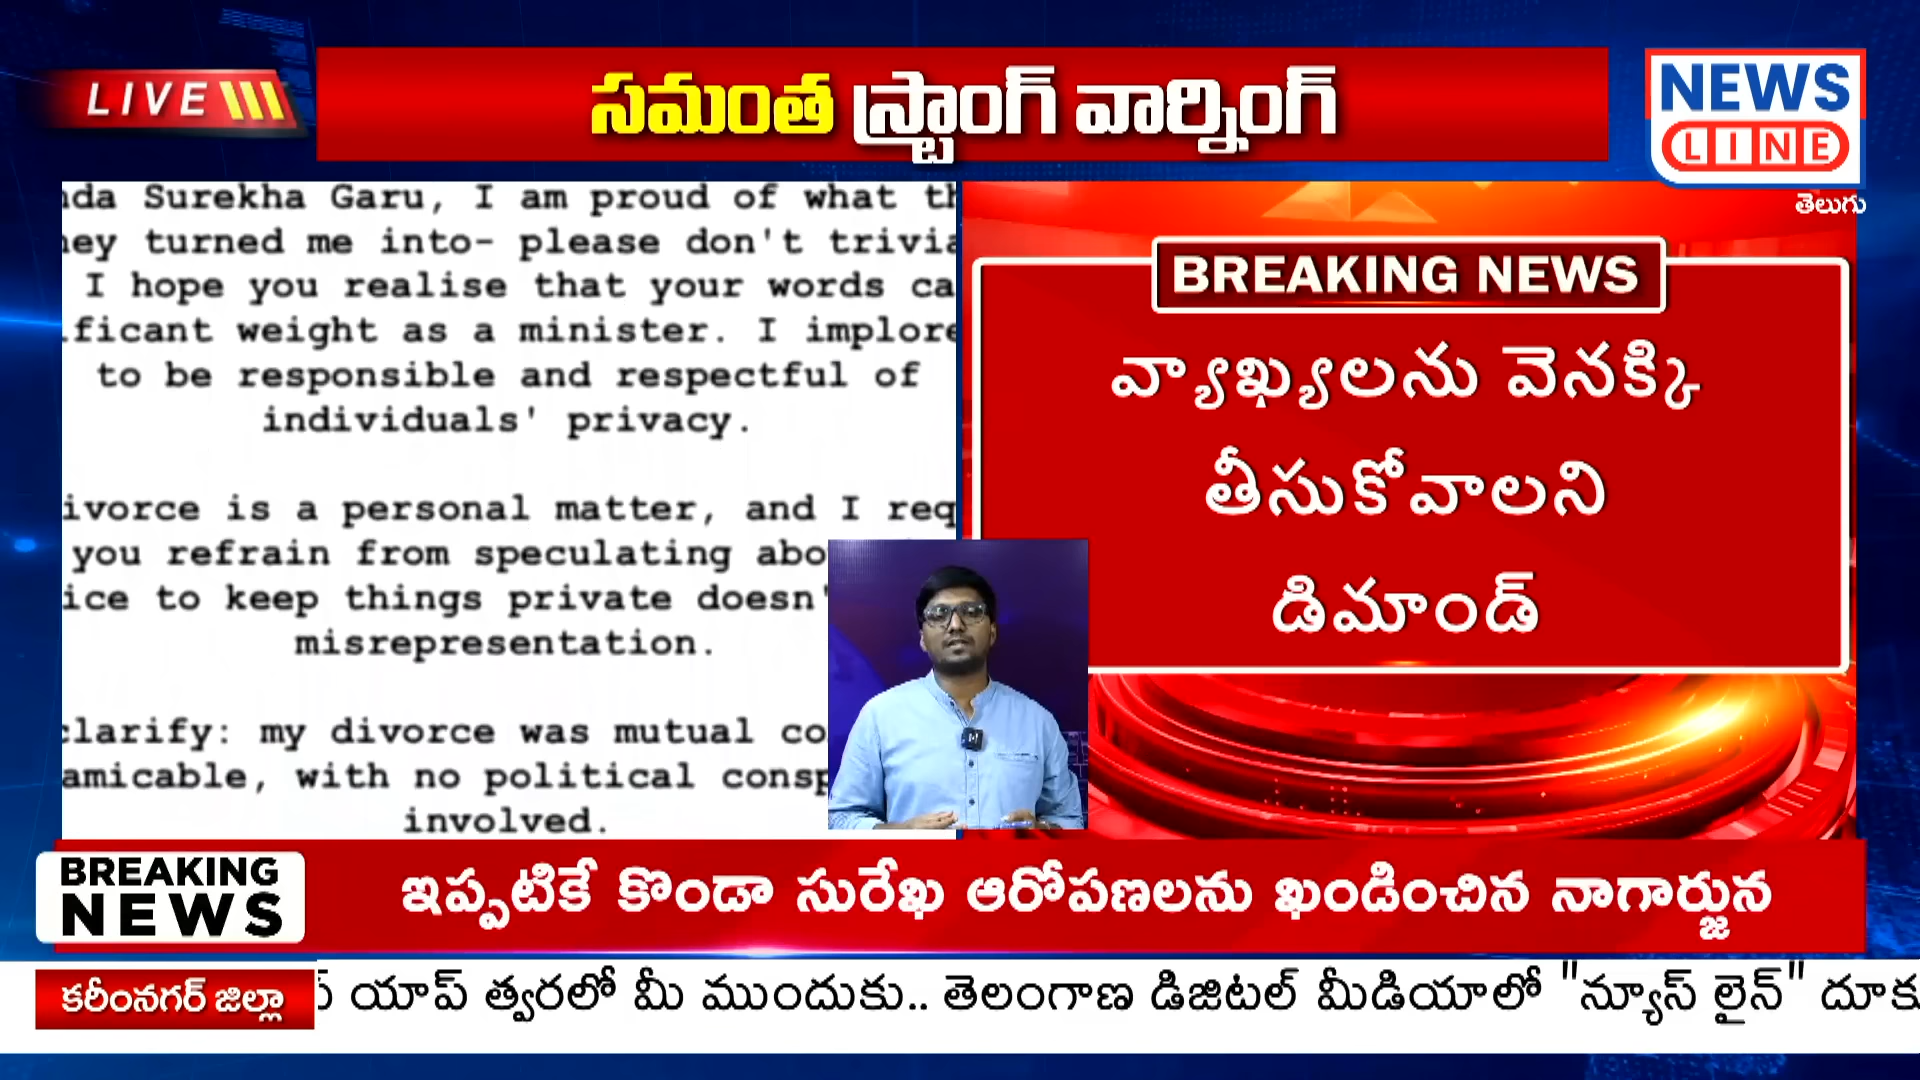 LIVE
సమంత స్ట్రాంగ్ వార్నింగ్
NEWS
LINE
తెలుగు
nda Surekha Garu, I am proud of what th
ney turned me into- please don't trivia
I hope you realise that your words ca
ficant weight as a minister. I implore
to be responsible and respectful of
individuals' privacy.
ivorce is a personal matter, and I req
you refrain from speculating abo
ice to keep things private doesn'
misrepresentation.
clarify: my divorce was mutual co
amicable, with no political consp
involved.
BREAKING NEWS
వ్యాఖ్యలను వెనక్కి
తీసుకోవాలని
డిమాండ్
BREAKING
NEWS
ఇప్పటికే కొండా సురేఖ ఆరోపణలను ఖండించిన నాగార్జున
కరీంనగర్ జిల్లా
యాప్ త్వరలో మీ ముందుకు.. తెలంగాణ డిజిటల్ మీడియాలో "న్యూస్ లైన్" దూకు